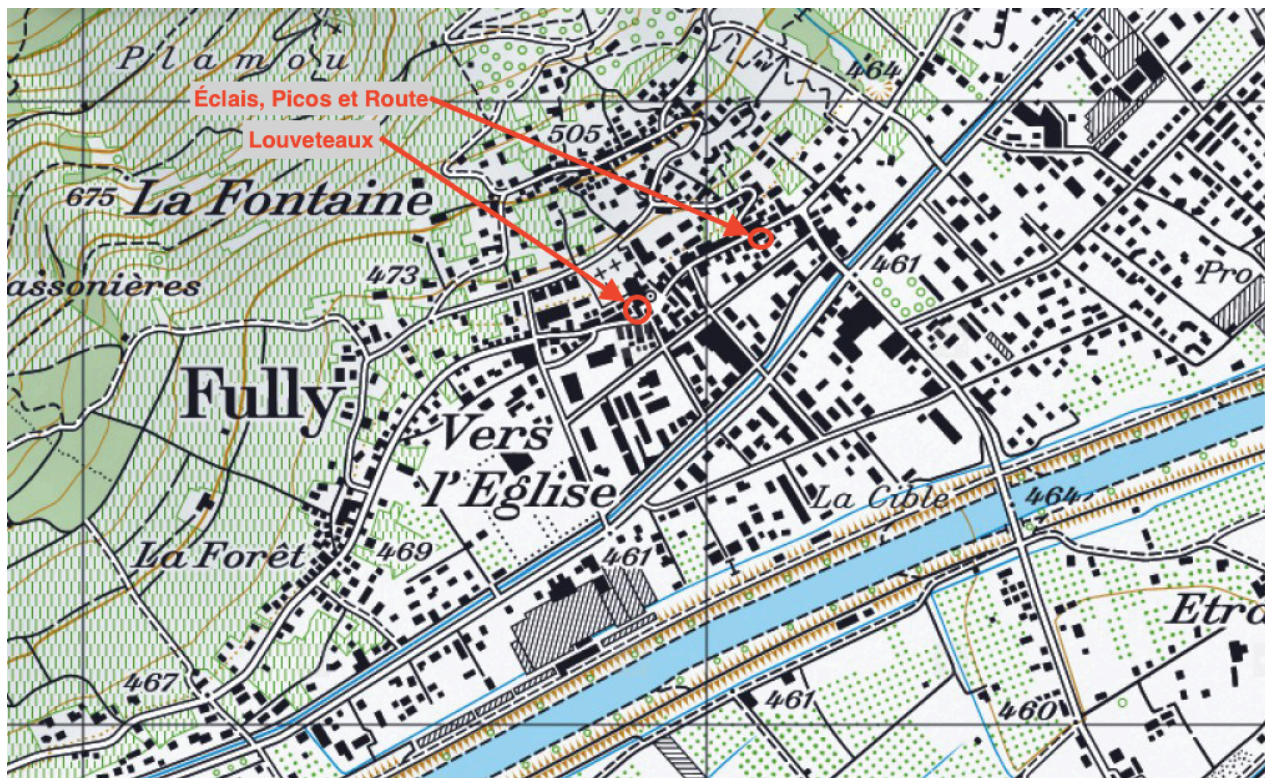 Plamou
464
Éclais, Picos et Route
505
Louveteaux
675
La Fontaine
461
473
Pro
assonières
Fully
Vers
l'Eglise
La Cible
464
La Forêt
469
461
Etra
467
461
460